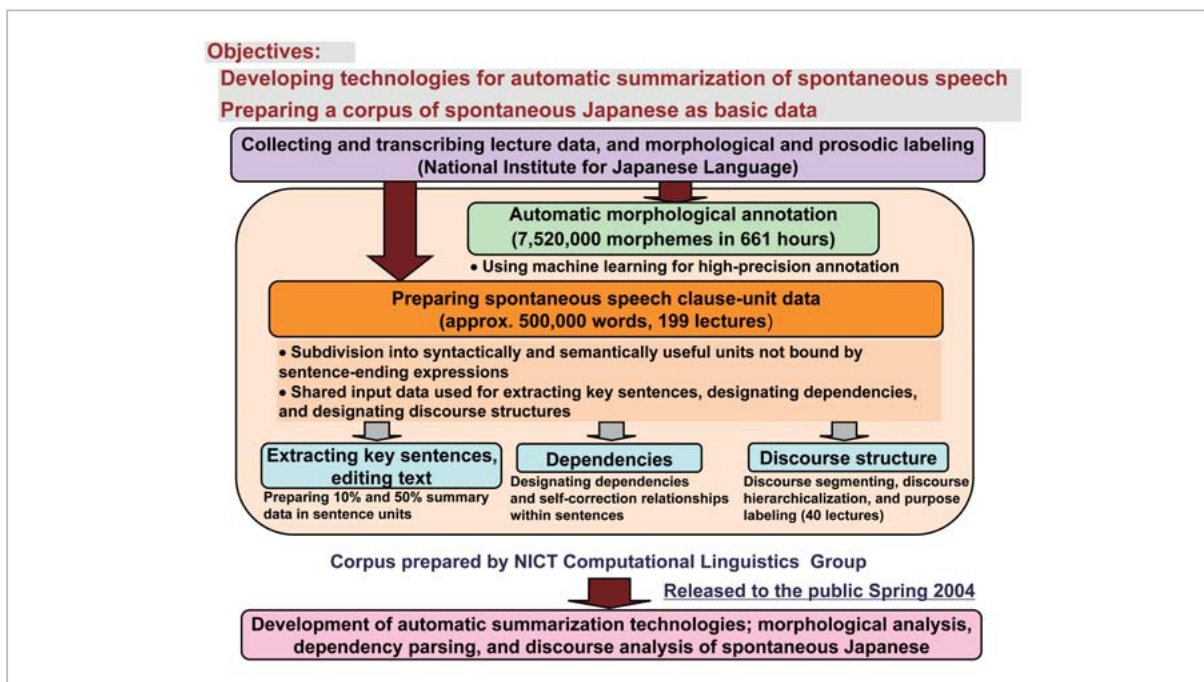 Objectives:
Developing technologies for automatic summarization of spontaneous speech
Preparing a corpus of spontaneous Japanese as basic data
Collecting and transcribing lecture data, and morphological and prosodic labeling
(National Institute for Japanese Language)
Automatic morphological annotation
(7,520,000 morphemes in 661 hours)
• Using machine learning for high-precision annotation
Preparing spontaneous speech clause-unit data
(approx. 500,000 words, 199 lectures)
• Subdivision into syntactically and semantically useful units not bound by
sentence-ending expressions
• Shared input data used for extracting key sentences, designating dependencies,
and designating discourse structures
Extracting key sentences,
editing text
Preparing 10% and 50% summary
data in sentence units
Dependencies
Designating dependencies
and self-correction relationships
within sentences
Discourse structure
Discourse segmenting, discourse
hierarchicalization, and purpose
labeling (40 lectures)
Corpus prepared by NICT Computational Linguistics Group
Released to the public Spring 2004
Development of automatic summarization technologies; morphological analysis,
dependency parsing, and discourse analysis of spontaneous Japanese